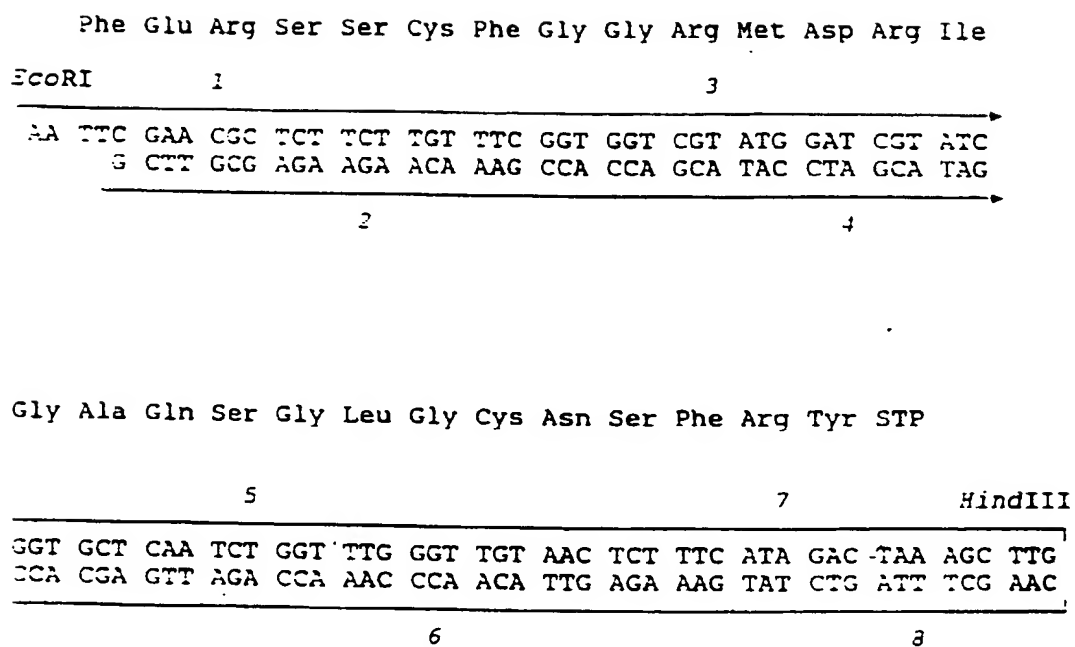 Phe Glu Arg Ser Ser Cys Phe Gly Gly Arg Met Asp Arg Ile
EcoRI 1 3
AA TTC GAA CGC TCT TCT TGT TTC GGT GGT CGT ATG GAT CGT ATC
G CTT GCG AGA AGA ACA AAG CCA CCA GCA TAC CTA GCA TAG
2 4
Gly Ala Gln Ser Gly Leu Gly Cys Asn Ser Phe Arg Tyr STP
5 7 HindIII
GGT GCT CAA TCT GGT TTG GGT TGT AAC TCT TTC ATA GAC -TAA AGC TTG
CCA CGA GTT AGA CCA AAC CCA ACA TTG AGA AAG TAT CTG ATT TCG AAC
6 8